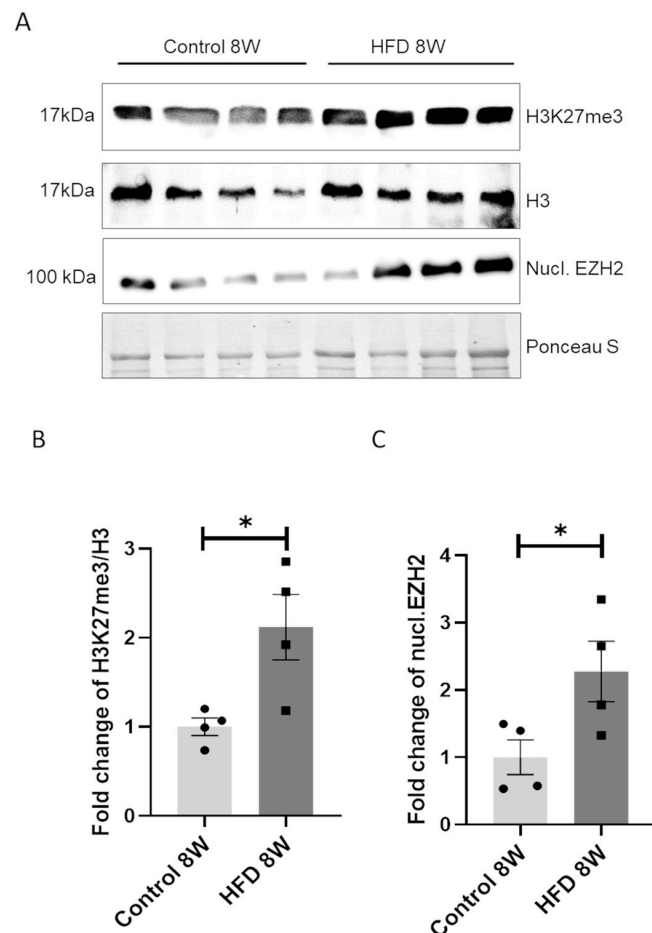 A
Control 8W HFD 8W
17kDa H3K27me3
17kDa H3
100 kDa Nucl. EZH2
Ponceau S
B
Fold change of H3K27me3/H3
3
2
1
0
*
Control 8W
HFD 8W
C
Fold change of nucl.EZH2
4
3
2
1
0
*
Control 8W
HFD 8W